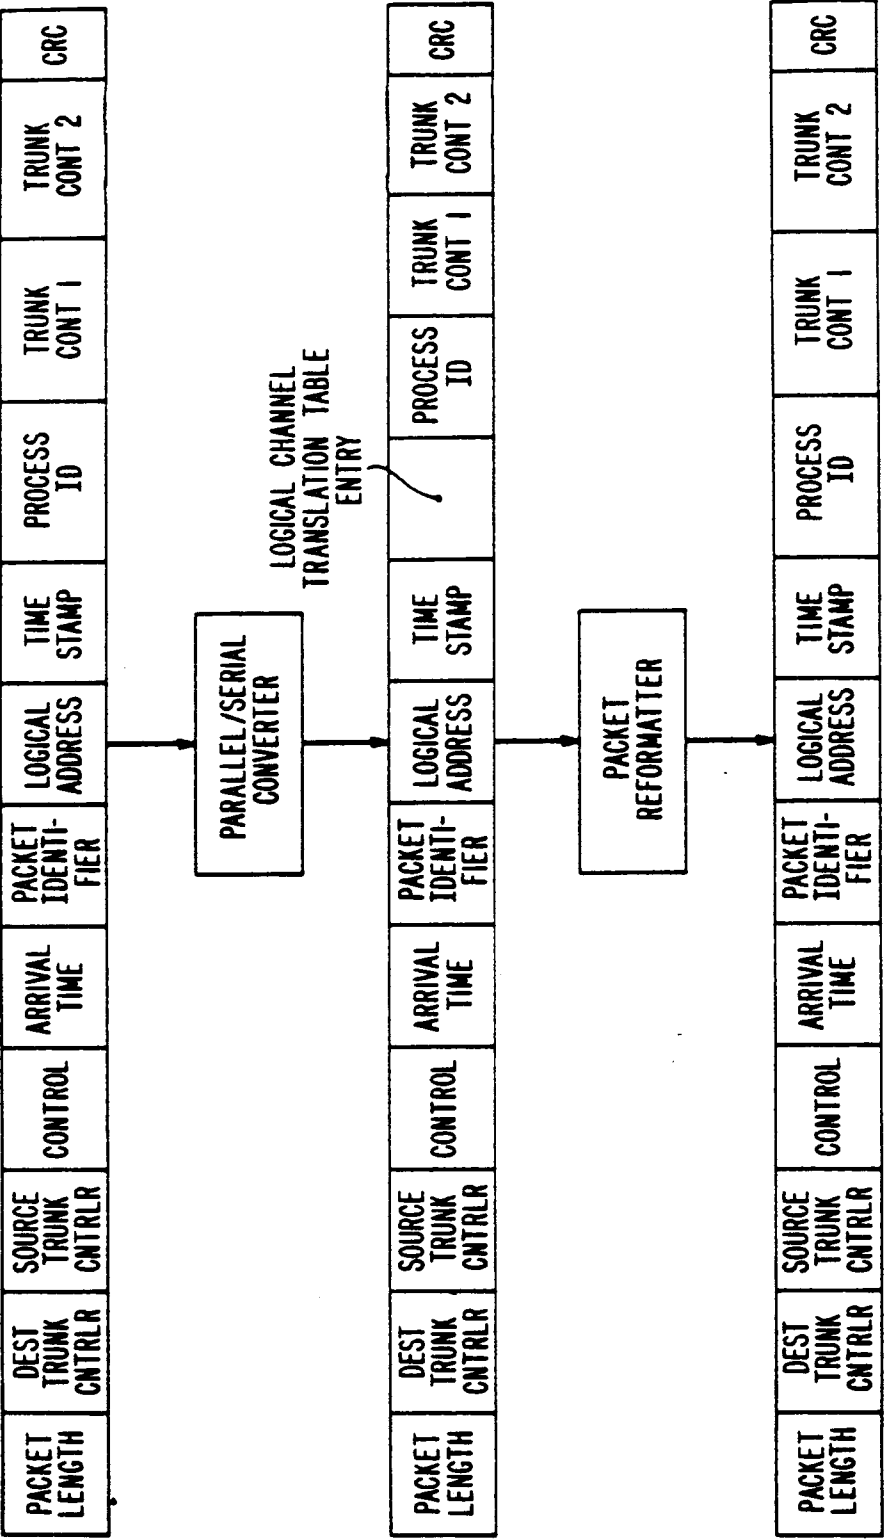 PACKET
LENGTH
DEST
TRUNK
CNTRLR
SOURCE
TRUNK
CNTRLR
CONTROL
ARRIVAL
TIME
PACKET
IDENTI-
FIER
LOGICAL
ADDRESS
TIME
STAMP
PROCESS
ID
TRUNK
CONT 1
TRUNK
CONT 2
CRC
PARALLEL/SERIAL
CONVERTER
LOGICAL CHANNEL
TRANSLATION TABLE
ENTRY
PACKET
LENGTH
DEST
TRUNK
CNTRLR
SOURCE
TRUNK
CNTRLR
CONTROL
ARRIVAL
TIME
PACKET
IDENTI-
FIER
LOGICAL
ADDRESS
TIME
STAMP
PROCESS
ID
TRUNK
CONT 1
TRUNK
CONT 2
CRC
PACKET
REFORMATTER
PACKET
LENGTH
DEST
TRUNK
CNTRLR
SOURCE
TRUNK
CNTRLR
CONTROL
ARRIVAL
TIME
PACKET
IDENTI-
FIER
LOGICAL
ADDRESS
TIME
STAMP
PROCESS
ID
TRUNK
CONT 1
TRUNK
CONT 2
CRC